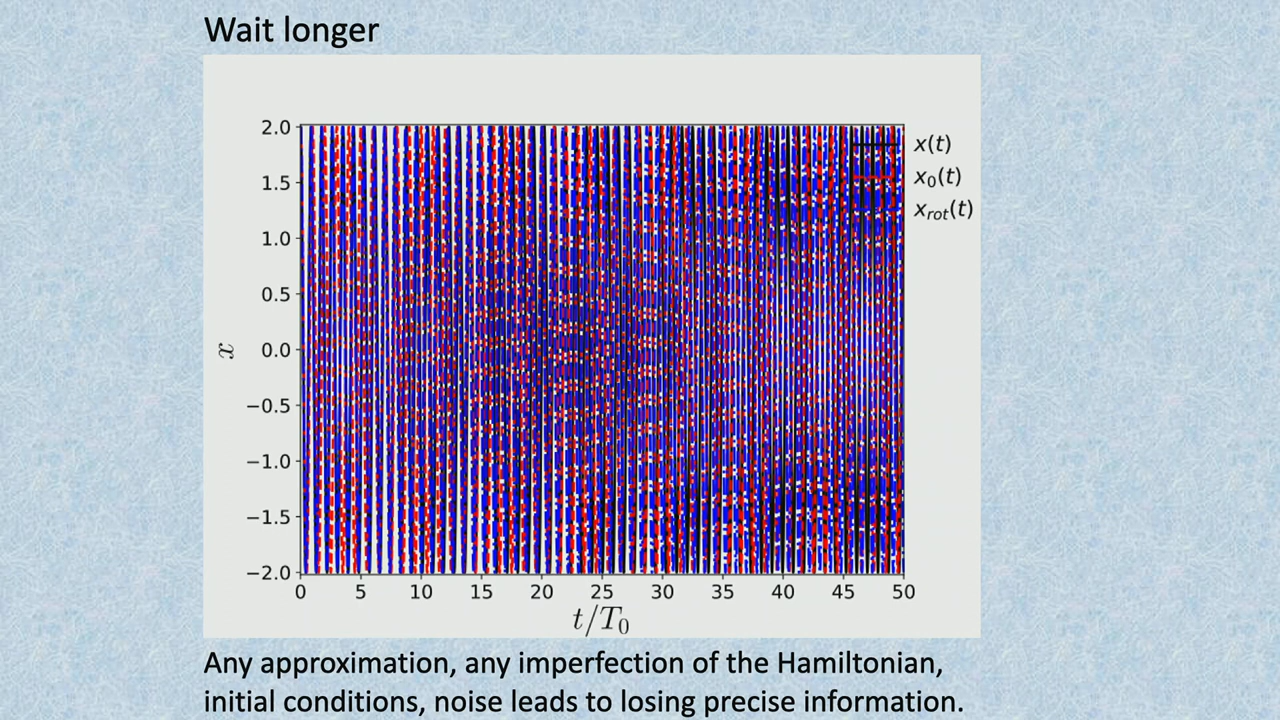 Wait longer
2.0
1.5
1.0
0.5
0.0
−0.5
−1.0
−1.5
−2.0
x
0 5 10 15 20 25 30 35 40 45 50
t/T₀
x(t)
x₀(t)
x_rot(t)
Any approximation, any imperfection of the Hamiltonian,
initial conditions, noise leads to losing precise information.